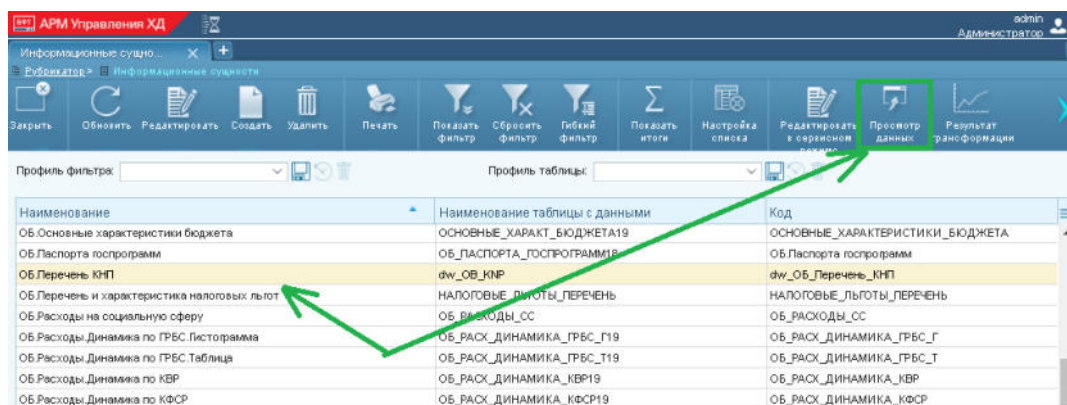 БФТ АРМ Управления ХД
admin
Администратор
Информационные сущно...
Рубрикатор > Информационные сущности
Закрыть Обновить Редактировать Создать Удалить Печать Показать фильтр Сбросить фильтр Гибкий фильтр Показать итоги Настройка списка Редактировать в сервисном режиме Просмотр данных Результат трансформации
Профиль фильтра: Профиль таблицы:
Наименование Наименование таблицы с данными Код
ОБ.Основные характеристики бюджета ОСНОВНЫЕ_ХАРАКТ_БЮДЖЕТА19 ОСНОВНЫЕ_ХАРАКТЕРИСТИКИ_БЮДЖЕТА
ОБ.Паспорта госпрограмм ОБ_ПАСПОРТА_ГОСПРОГРАММ18 ОБ.Паспорта госпрограмм
ОБ.Перечень КНП dw_OB_KNP dw_ОБ_Перечень_КНП
ОБ.Перечень и характеристика налоговых льгот НАЛОГОВЫЕ_ЛЬГОТЫ_ПЕРЕЧЕНЬ НАЛОГОВЫЕ_ЛЬГОТЫ_ПЕРЕЧЕНЬ
ОБ.Расходы на социальную сферу ОБ_РАСХОДЫ_СС ОБ_РАСХОДЫ_СС
ОБ.Расходы.Динамика по ГРБС.Гистограмма ОБ_РАСХ_ДИНАМИКА_ГРБС_Г19 ОБ_РАСХ_ДИНАМИКА_ГРБС_Г
ОБ.Расходы.Динамика по ГРБС.Таблица ОБ_РАСХ_ДИНАМИКА_ГРБС_Т19 ОБ_РАСХ_ДИНАМИКА_ГРБС_Т
ОБ.Расходы.Динамика по КВР ОБ_РАСХ_ДИНАМИКА_КВР19 ОБ_РАСХ_ДИНАМИКА_КВР
ОБ.Расходы.Динамика по КФСР ОБ_РАСХ_ДИНАМИКА_КФСР19 ОБ_РАСХ_ДИНАМИКА_КФСР